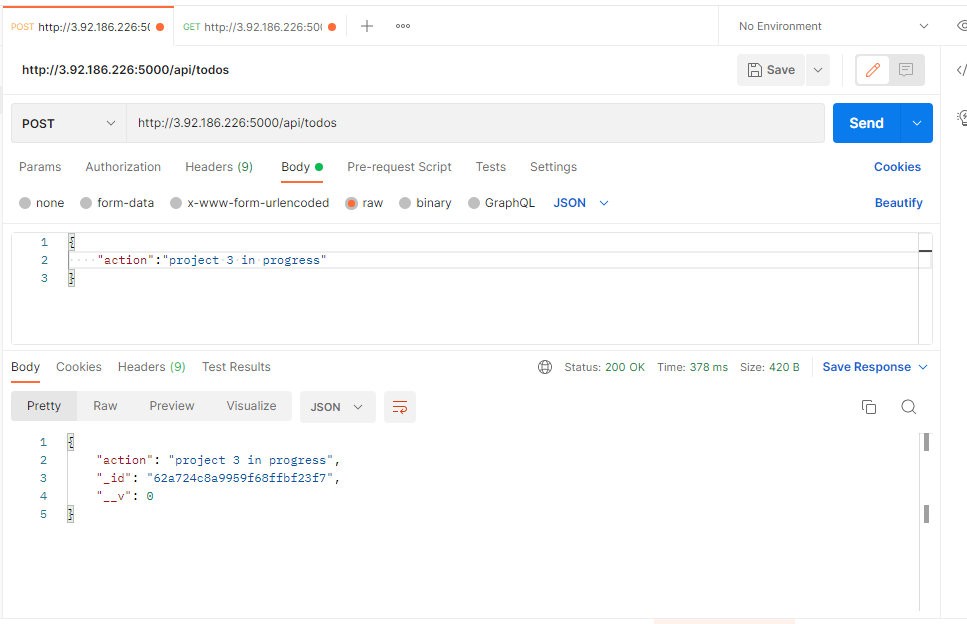 POST http://3.92.186.226:50 GET http://3.92.186.226:50 No Environment
http://3.92.186.226:5000/api/todos Save
POST http://3.92.186.226:5000/api/todos Send
Params Authorization Headers (9) Body Pre-request Script Tests Settings Cookies
none form-data x-www-form-urlencoded raw binary GraphQL JSON Beautify
1 {
2 "action":"project 3 in progress"
3 }
Body Cookies Headers (9) Test Results Status: 200 OK Time: 378 ms Size: 420 B Save Response
Pretty Raw Preview Visualize JSON
1 {
2 "action": "project 3 in progress",
3 "_id": "62a724c8a9959f68ffbf23f7",
4 "__v": 0
5 }